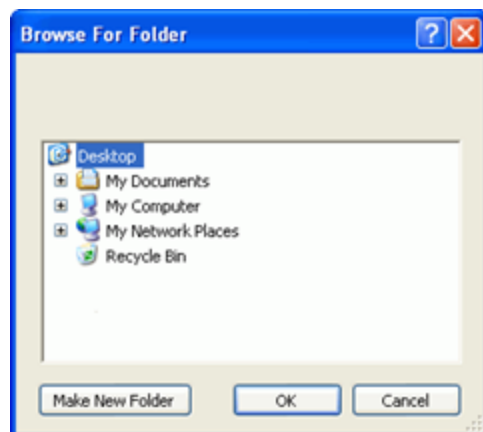 Browse For Folder
Desktop
My Documents
My Computer
My Network Places
Recycle Bin
Make New Folder
OK
Cancel